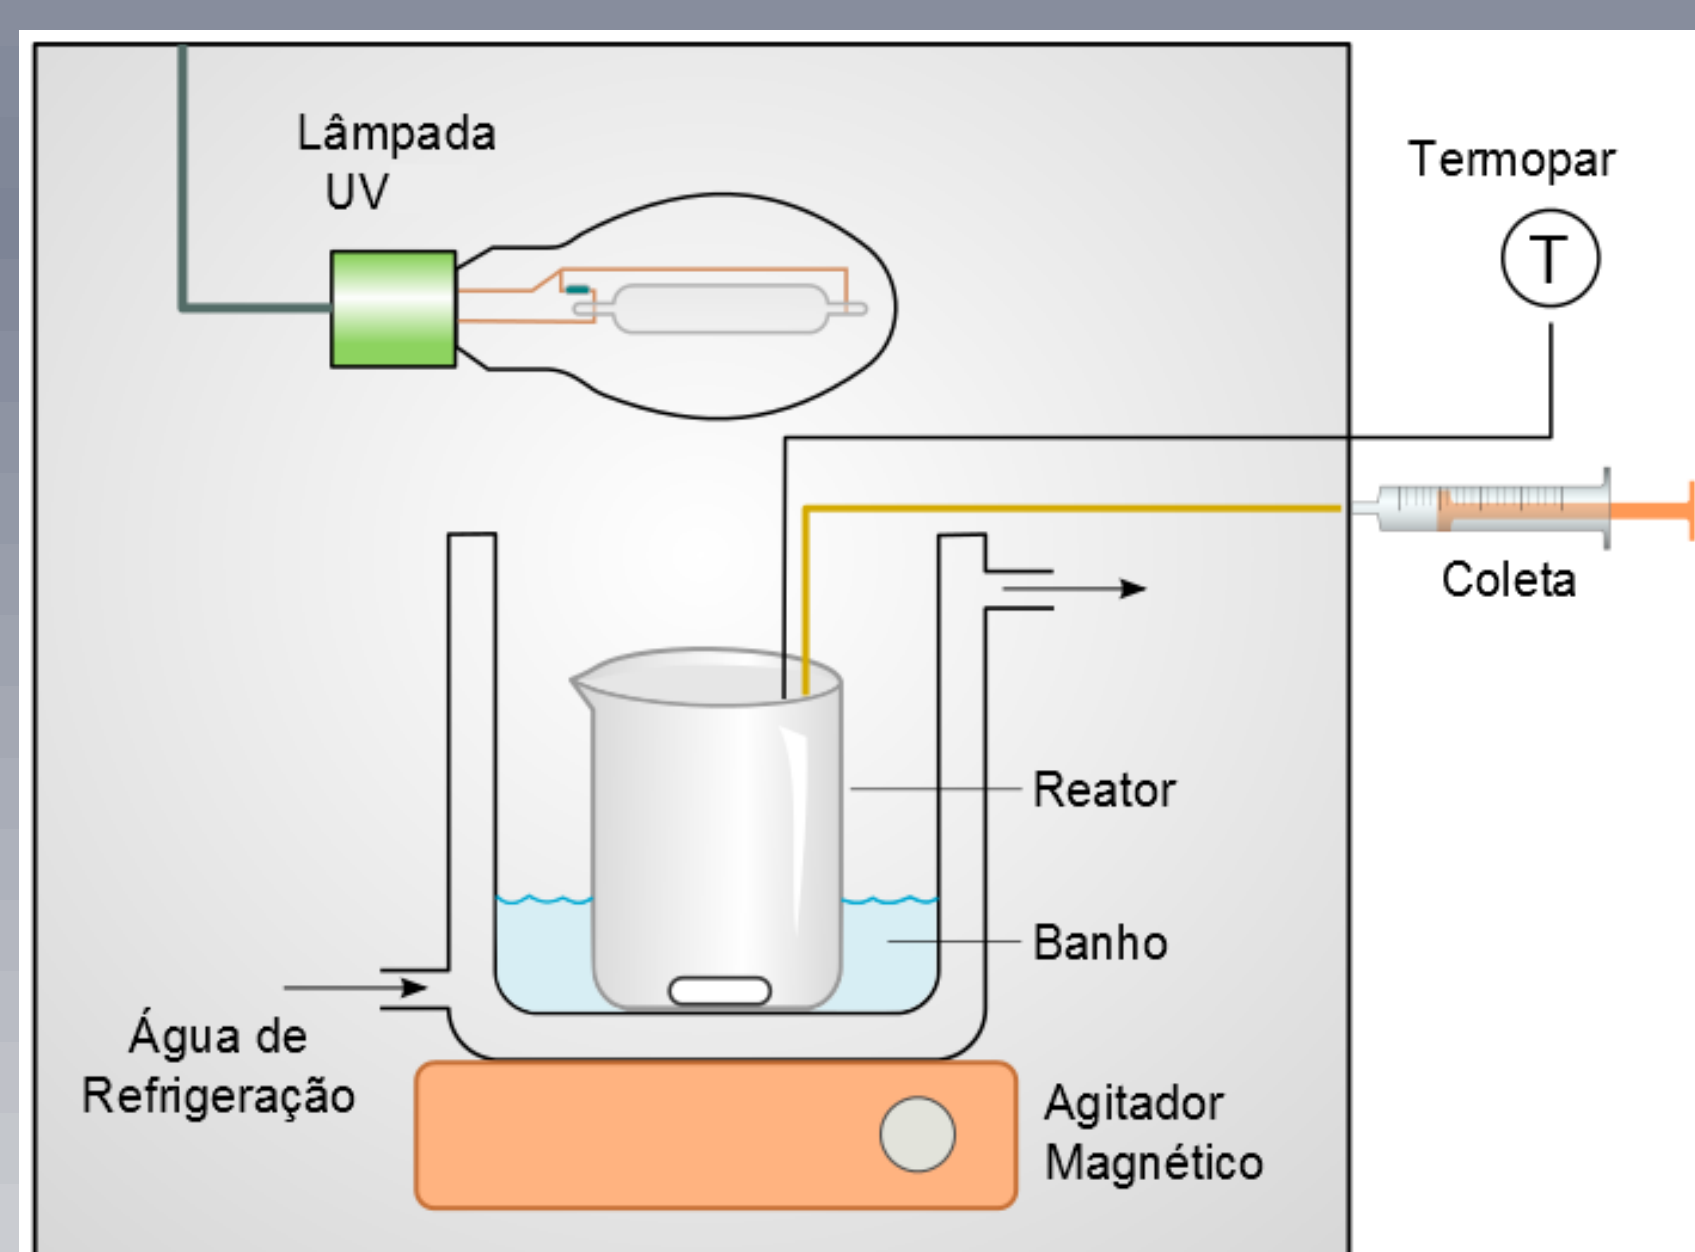 Lâmpada
UV
Termopar
T
Coleta
Reator
Banho
Água de
Refrigeração
Agitador
Magnético